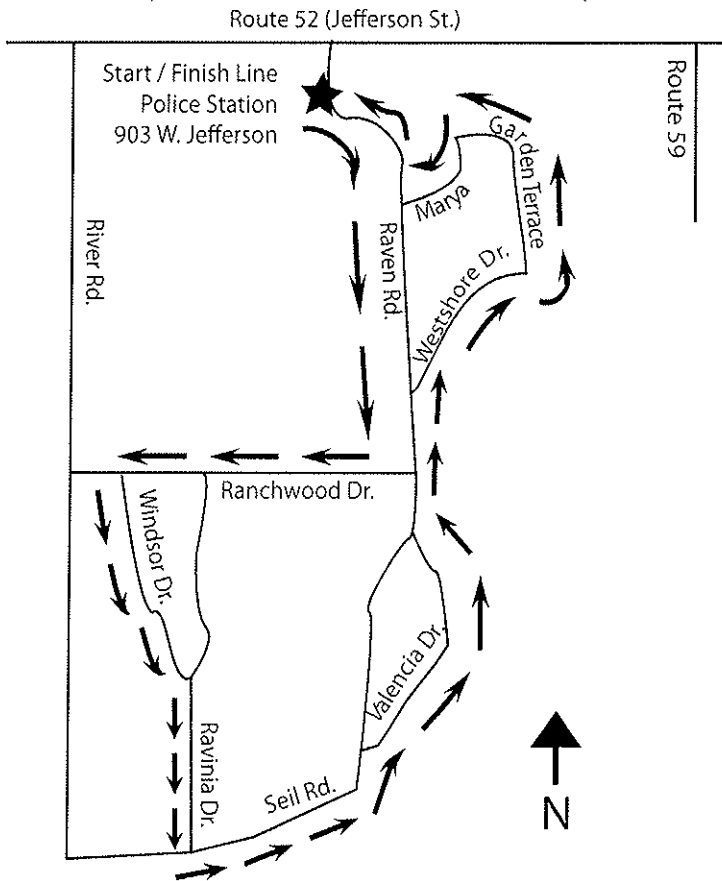 Route 52 (Jefferson St.)
Start / Finish Line
Police Station
903 W. Jefferson
Route 59
Garden Terrace
Marya
River Rd.
Raven Rd.
Westshore Dr.
Ranchwood Dr.
Windsor Dr.
Valencia Dr.
Ravinia Dr.
Seil Rd.
N